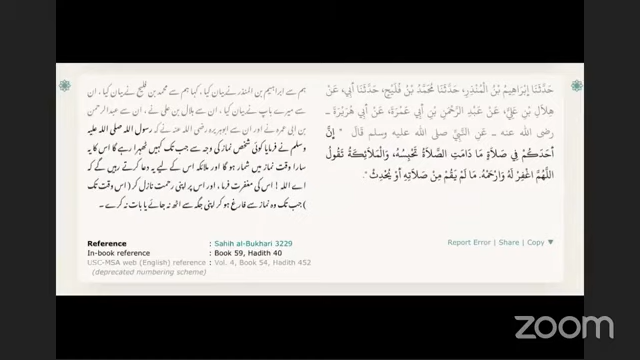 حَدَّثَنَا إِبْرَاهِيمُ بْنُ الْمُنْذِرِ، حَدَّثَنَا مُحَمَّدُ بْنُ فُلَيْحٍ، حَدَّثَنَا أَبِي، عَنْ
هِلاَلِ بْنِ عَلِيٍّ، عَنْ عَبْدِ الرَّحْمَنِ بْنِ أَبِي عَمْرَةَ، عَنْ أَبِي هُرَيْرَةَ ـ
رضى الله عنه ـ عَنِ النَّبِيِّ صلى الله عليه وسلم قَالَ ‏"‏ إِنَّ
أَحَدَكُمْ فِي صَلاَةٍ مَا دَامَتِ الصَّلاَةُ تَحْبِسُهُ، وَالْمَلاَئِكَةُ تَقُولُ
اللَّهُمَّ اغْفِرْ لَهُ وَارْحَمْهُ‏.‏ مَا لَمْ يَقُمْ مِنْ صَلاَتِهِ أَوْ يُحْدِثْ ‏"‏‏.‏
ہم سے ابراہیم بن المنذر نے بیان کیا، کہا ہم سے محمد بن فلیح نے بیان کیا، ان
سے میرے باپ نے بیان کیا، ان سے ہلال بن علی نے، ان سے عبدالرحمن
بن ابی عمرہ نے اور ان سے ابوہریرہ رضی اللہ عنہ نے کہ رسول اللہ صلی اللہ علیہ
وسلم نے فرمایا کوئی شخص نماز کی وجہ سے جب تک کہیں ٹھہرا رہے گا اس کا یہ
سارا وقت نماز میں شمار ہو گا اور ملائکہ اس کے لیے یہ دعا کرتے رہیں گے کہ
اے اللہ! اس کی مغفرت فرما، اور اس پر اپنی رحمت نازل کر (اس وقت تک
) جب تک وہ نماز سے فارغ ہو کر اپنی جگہ سے اٹھ نہ جائے یا بات نہ کرے۔
Reference : Sahih al-Bukhari 3229
In-book reference : Book 59, Hadith 40
USC-MSA web (English) reference : Vol. 4, Book 54, Hadith 452
(deprecated numbering scheme)
Report Error | Share | Copy ▼
zoom